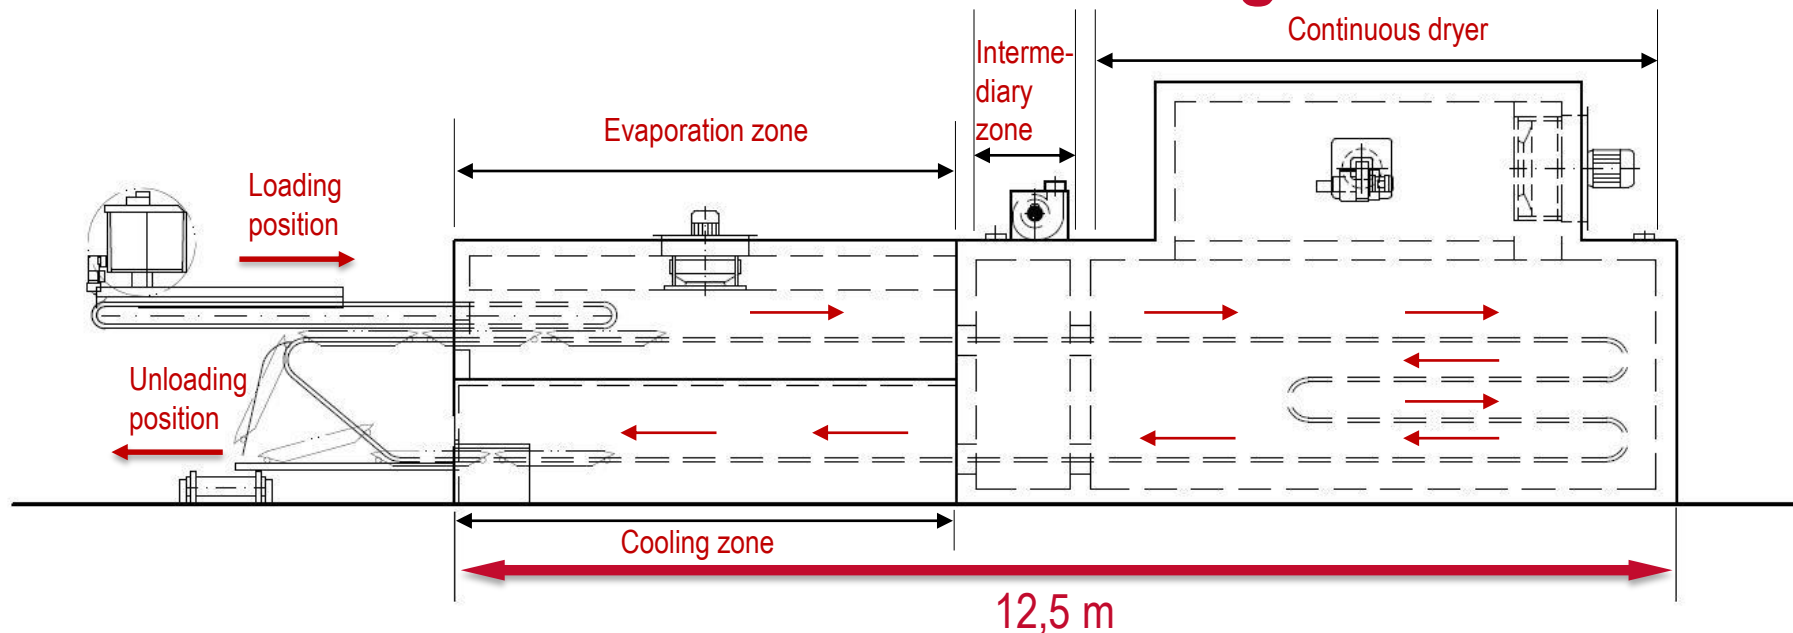 Continuous dryer
Interme-
diary
zone
Evaporation zone
Loading
position
Unloading
position
Cooling zone
12,5 m